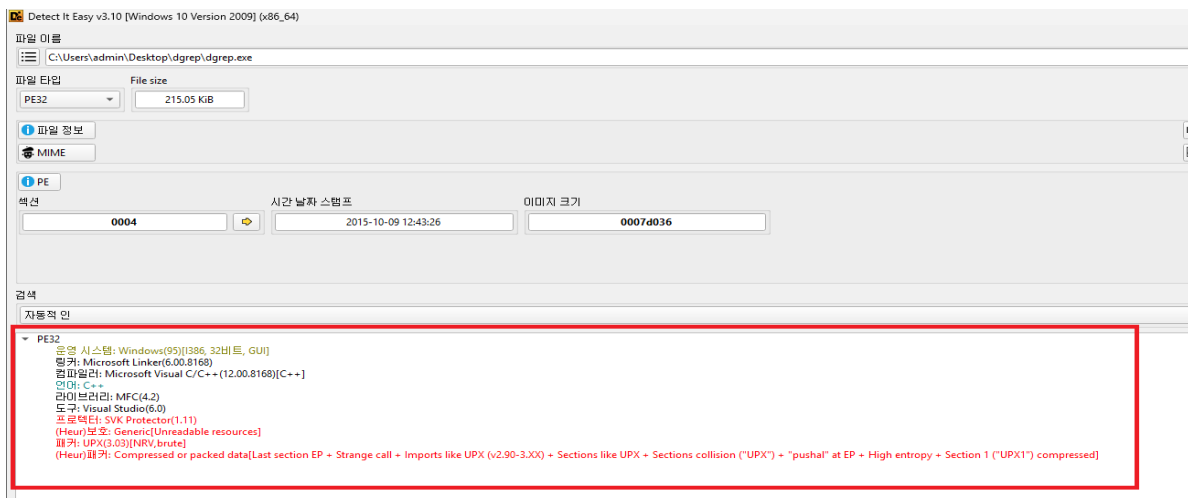 Detect It Easy v3.10 [Windows 10 Version 2009] (x86_64)
파일 이름
C:\Users\admin\Desktop\dgrep\dgrep.exe
파일 타입 File size
PE32 215.05 KiB
파일 정보
MIME
PE
섹션 시간 날짜 스탬프 이미지 크기
0004 2015-10-09 12:43:26 0007d036
검색
자동적 인
PE32
운영 시스템: Windows(95)[I386, 32비트, GUI]
링커: Microsoft Linker(6.00.8168)
컴파일러: Microsoft Visual C/C++(12.00.8168)[C++]
언어: C++
라이브러리: MFC(4.2)
도구: Visual Studio(6.0)
프로텍터: SVK Protector(1.11)
(Heur)보호: Generic[Unreadable resources]
패커: UPX(3.03)[NRV,brute]
(Heur)패커: Compressed or packed data[Last section EP + Strange call + Imports like UPX (v2.90-3.XX) + Sections like UPX + Sections collision ("UPX") + "pushal" at EP + High entropy + Section 1 ("UPX1") compressed]